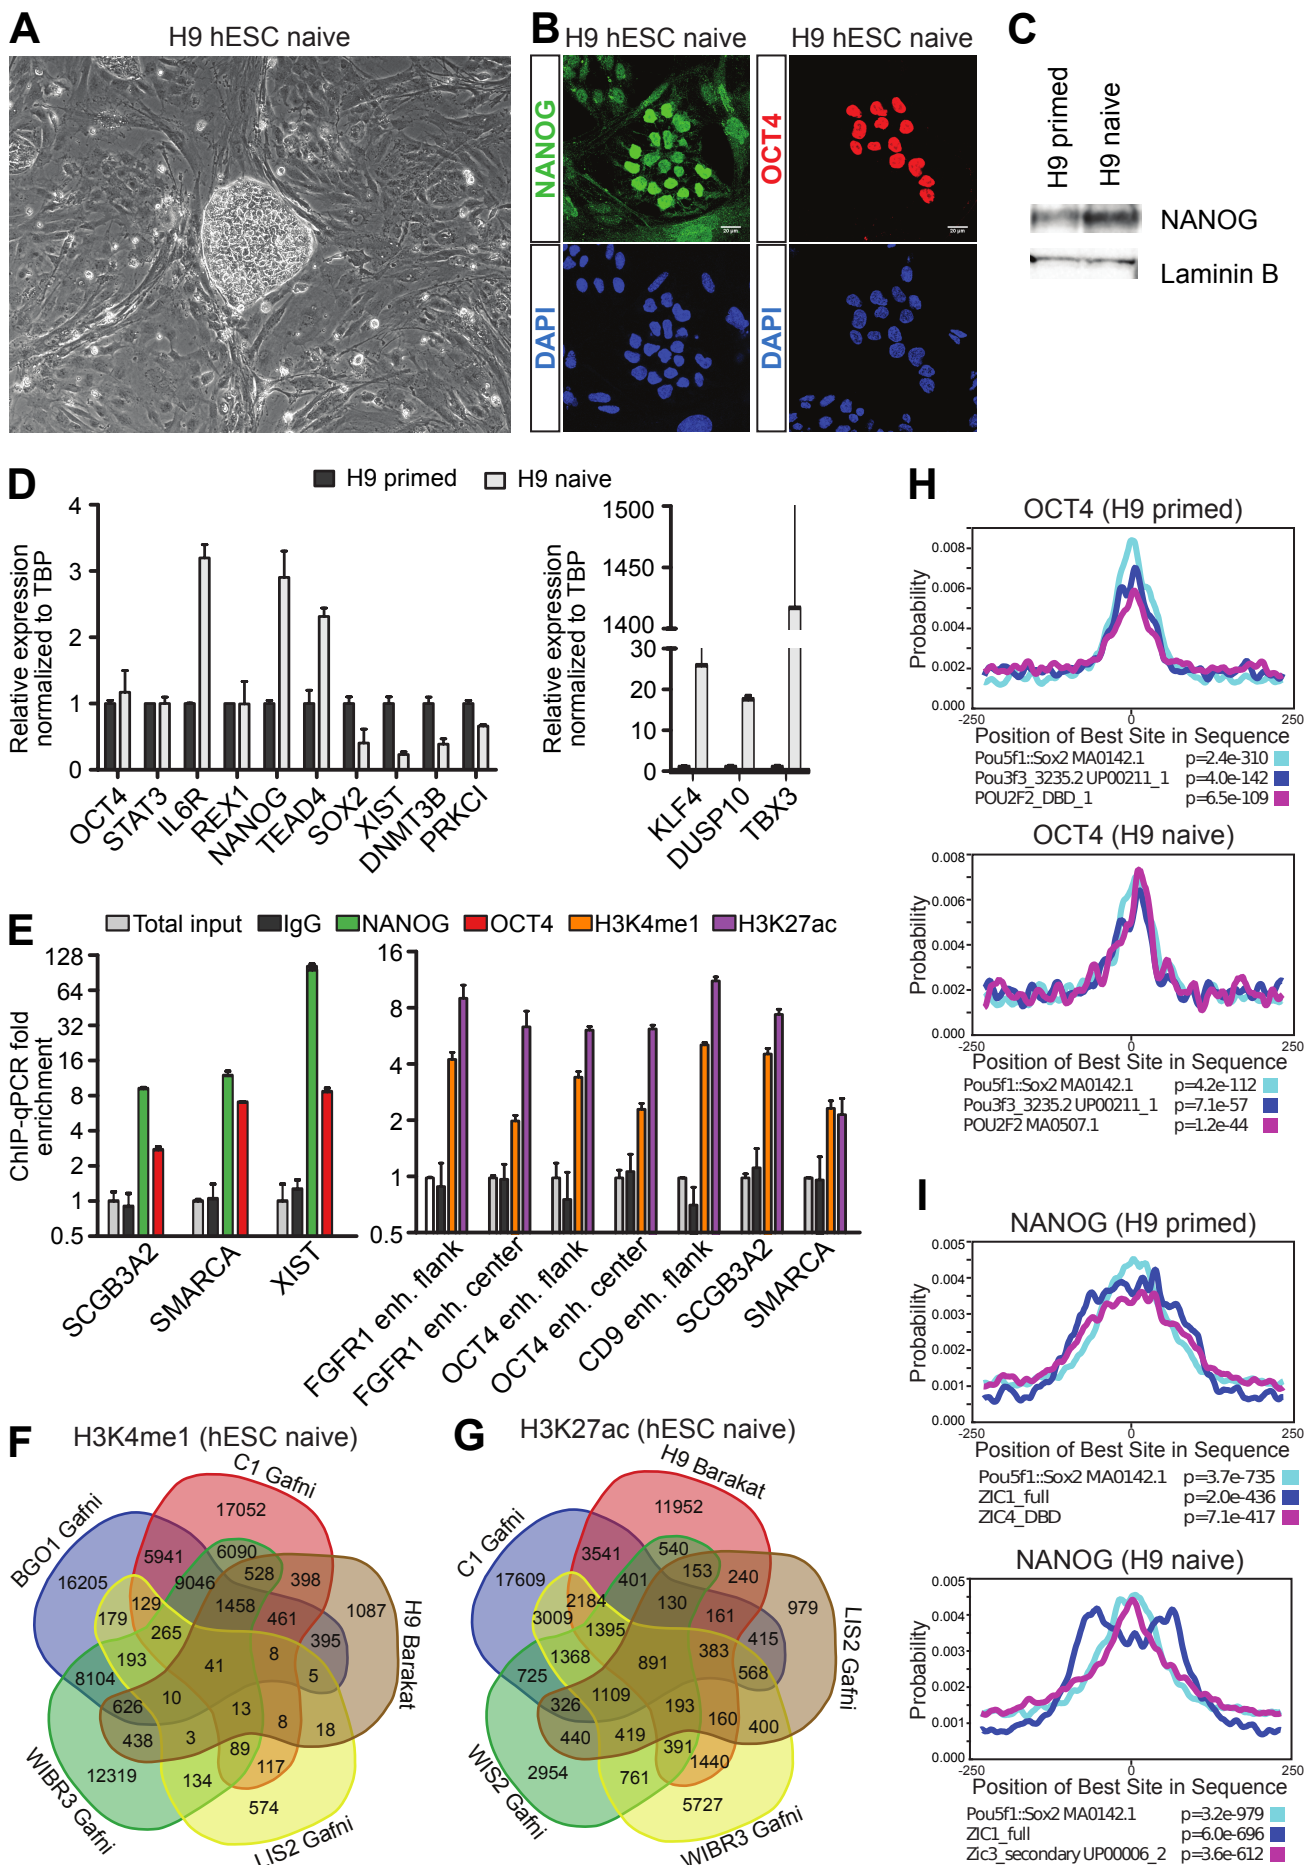 A
H9 hESC naive
B
H9 hESC naive
H9 hESC naive
NANOG
OCT4
20 µm
20 µm
DAPI
DAPI
C
H9 primed
H9 naive
NANOG
Laminin B
D
H9 primed
H9 naive
Relative expression
normalized to TBP
4
3
2
1
0
OCT4
STAT3
IL6R
REX1
NANOG
TEAD4
SOX2
XIST
DNMT3B
PRKCI
Relative expression
normalized to TBP
1500
1450
1400
30
20
10
0
KLF4
DUSP10
TBX3
E
Total input
IgG
NANOG
OCT4
H3K4me1
H3K27ac
ChIP-qPCR fold
enrichment
128
64
32
16
8
4
2
1
0.5
SCGB3A2
SMARCA
XIST
16
8
4
2
1
0.5
FGFR1 enh. flank
FGFR1 enh. center
OCT4 enh. flank
OCT4 enh. center
CD9 enh. flank
SCGB3A2
SMARCA
F
H3K4me1 (hESC naive)
C1 Gafni
BGO1 Gafni
H9 Barakat
WIBR3 Gafni
LIS2 Gafni
17052
5941
6090
528
398
16205
9046
1087
179
129
1458
461
265
395
193
8
8104
41
5
626
10
13
8
18
438
3
89
117
12319
134
574
G
H3K27ac (hESC naive)
H9 Barakat
C1 Gafni
LIS2 Gafni
WIS2 Gafni
WIBR3 Gafni
11952
3541
540
153
240
17609
401
979
2184
130
161
3009
1395
415
383
1368
891
568
725
326
1109
193
160
400
440
419
391
1440
2954
761
5727
H
OCT4 (H9 primed)
Probability
0.008
0.006
0.004
0.002
0.000
-250
0
250
Position of Best Site in Sequence
Pou5f1::Sox2 MA0142.1 p=2.4e-310
Pou3f3_3235.2 UP00211_1 p=4.0e-142
POU2F2_DBD_1 p=6.5e-109
OCT4 (H9 naive)
Probability
0.008
0.006
0.004
0.002
0.000
-250
0
250
Position of Best Site in Sequence
Pou5f1::Sox2 MA0142.1 p=4.2e-112
Pou3f3_3235.2 UP00211_1 p=7.1e-57
POU2F2 MA0507.1 p=1.2e-44
I
NANOG (H9 primed)
Probability
0.005
0.004
0.003
0.002
0.001
0.000
-250
0
250
Position of Best Site in Sequence
Pou5f1::Sox2 MA0142.1 p=3.7e-735
ZIC1_full p=2.0e-436
ZIC4_DBD p=7.1e-417
NANOG (H9 naive)
Probability
0.005
0.004
0.003
0.002
0.001
0.000
-250
0
250
Position of Best Site in Sequence
Pou5f1::Sox2 MA0142.1 p=3.2e-979
ZIC1_full p=6.0e-696
Zic3_secondary UP00006_2 p=3.6e-612